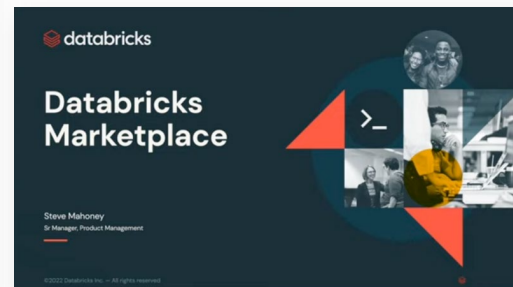 databricks
Databricks
Marketplace
>_
Steve Mahoney
Sr Manager, Product Management
©2022 Databricks Inc. — All rights reserved